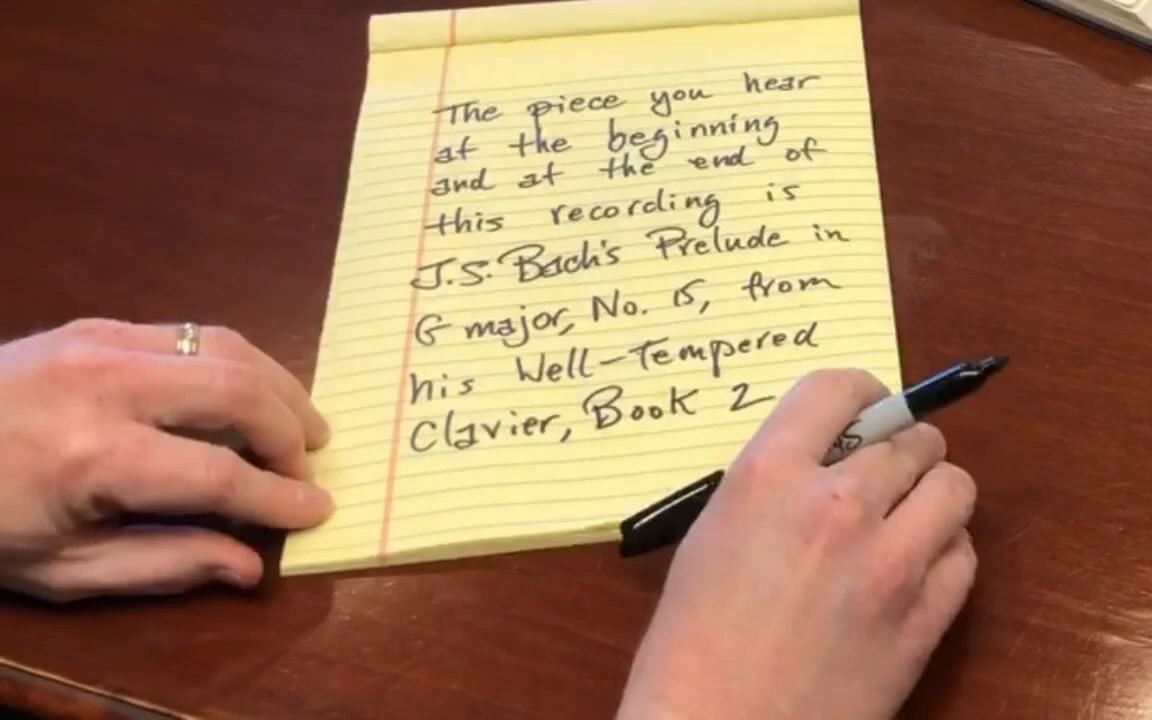 The piece you hear
at the beginning
and at the end of
this recording is
J.S. Bach's Prelude in
G major, No. 15, from
his Well-Tempered
Clavier, Book 2